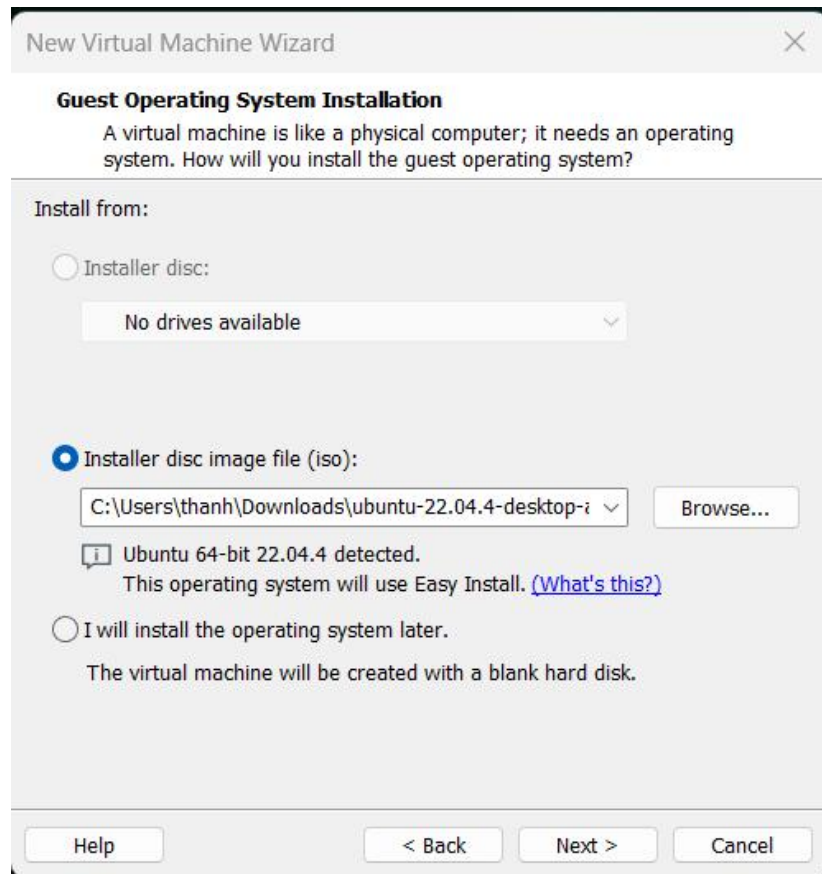 New Virtual Machine Wizard
Guest Operating System Installation
A virtual machine is like a physical computer; it needs an operating
system. How will you install the guest operating system?
Install from:
Installer disc:
No drives available
Installer disc image file (iso):
C:\Users\thanh\Downloads\ubuntu-22.04.4-desktop-a
Browse...
Ubuntu 64-bit 22.04.4 detected.
This operating system will use Easy Install. (What's this?)
I will install the operating system later.
The virtual machine will be created with a blank hard disk.
Help
< Back
Next >
Cancel